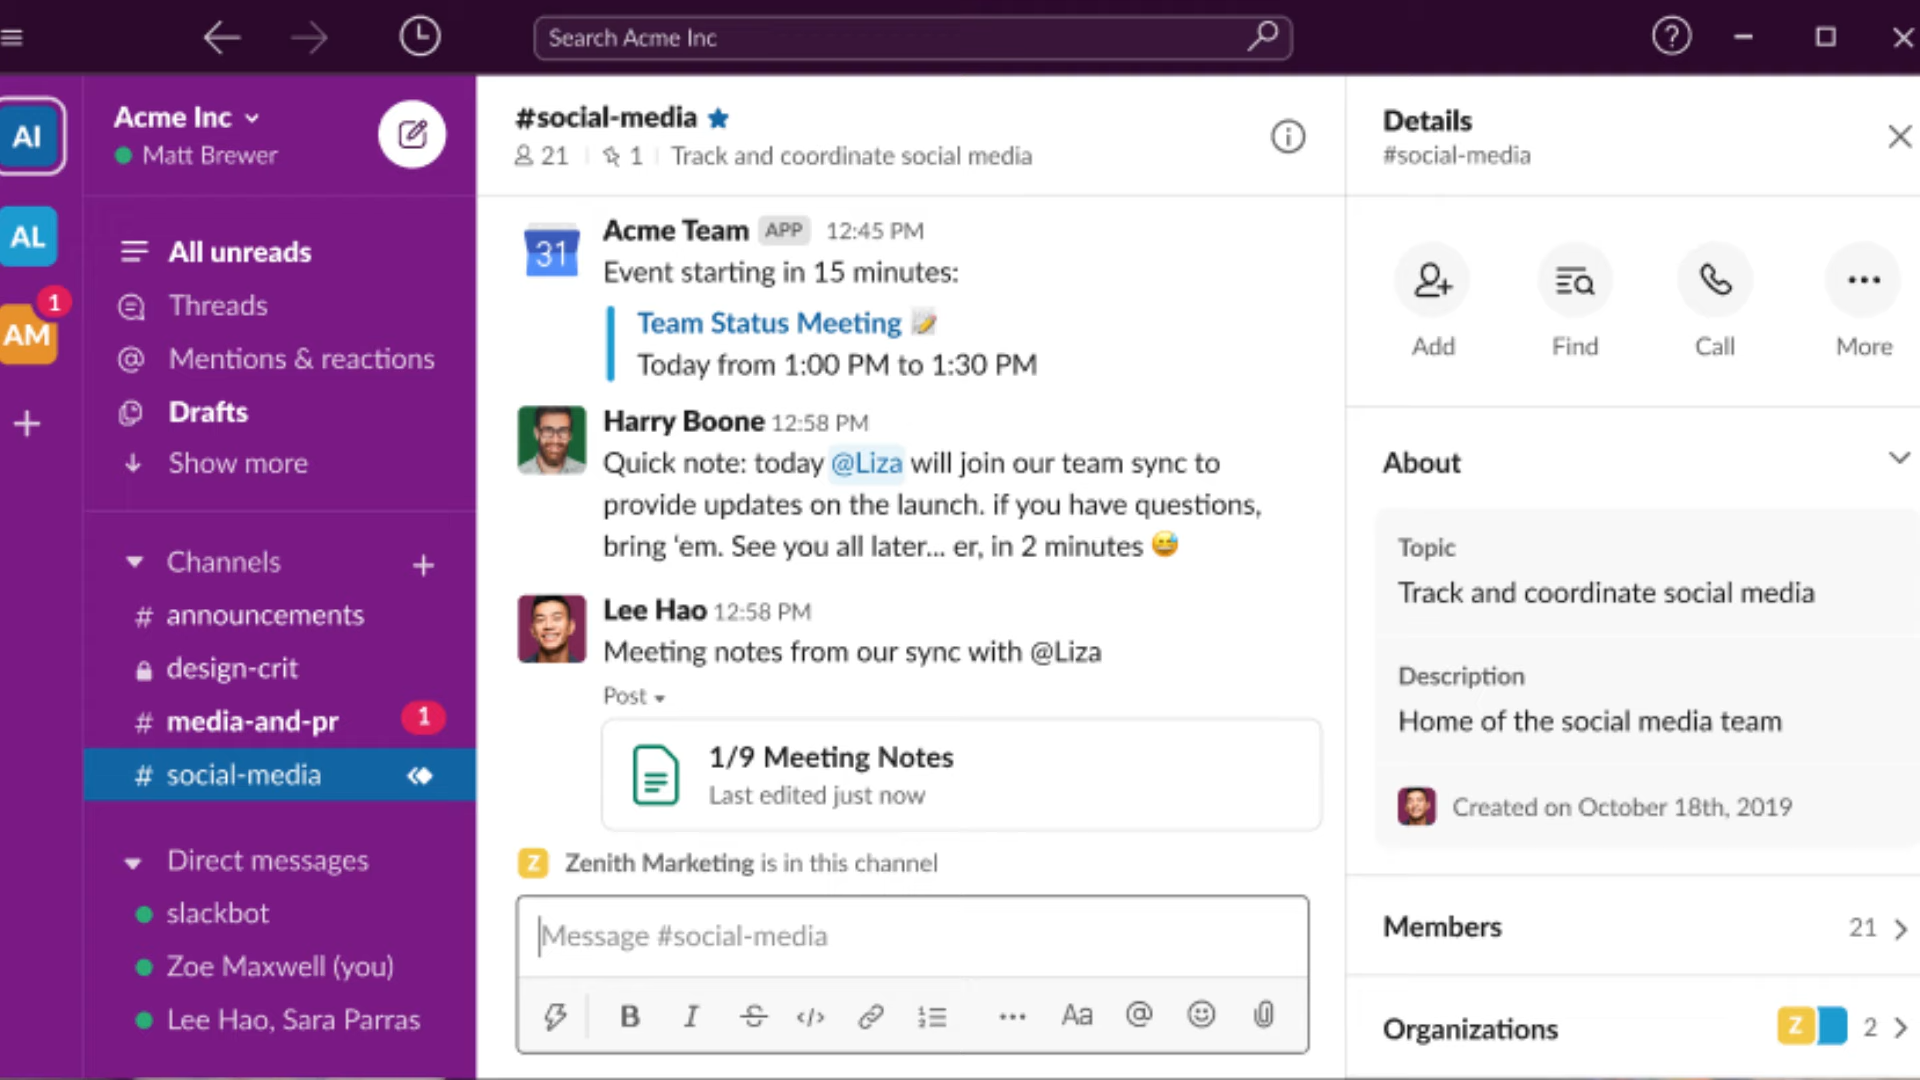 Search Acme Inc
AI
AL
1
AM
Acme Inc
Matt Brewer
All unreads
Threads
Mentions & reactions
Drafts
Show more
Channels
# announcements
design-crit
# media-and-pr 1
# social-media
Direct messages
slackbot
Zoe Maxwell (you)
Lee Hao, Sara Parras
#social-media
21 | 1 | Track and coordinate social media
31
Acme Team APP 12:45 PM
Event starting in 15 minutes:
Team Status Meeting
Today from 1:00 PM to 1:30 PM
Harry Boone 12:58 PM
Quick note: today @Liza will join our team sync to
provide updates on the launch. if you have questions,
bring ‘em. See you all later... er, in 2 minutes
Lee Hao 12:58 PM
Meeting notes from our sync with @Liza
Post
1/9 Meeting Notes
Last edited just now
Z Zenith Marketing is in this channel
Message #social-media
B I S </> Aa @
Details
#social-media
Add Find Call More
About
Topic
Track and coordinate social media
Description
Home of the social media team
Created on October 18th, 2019
Members 21
Organizations Z 2